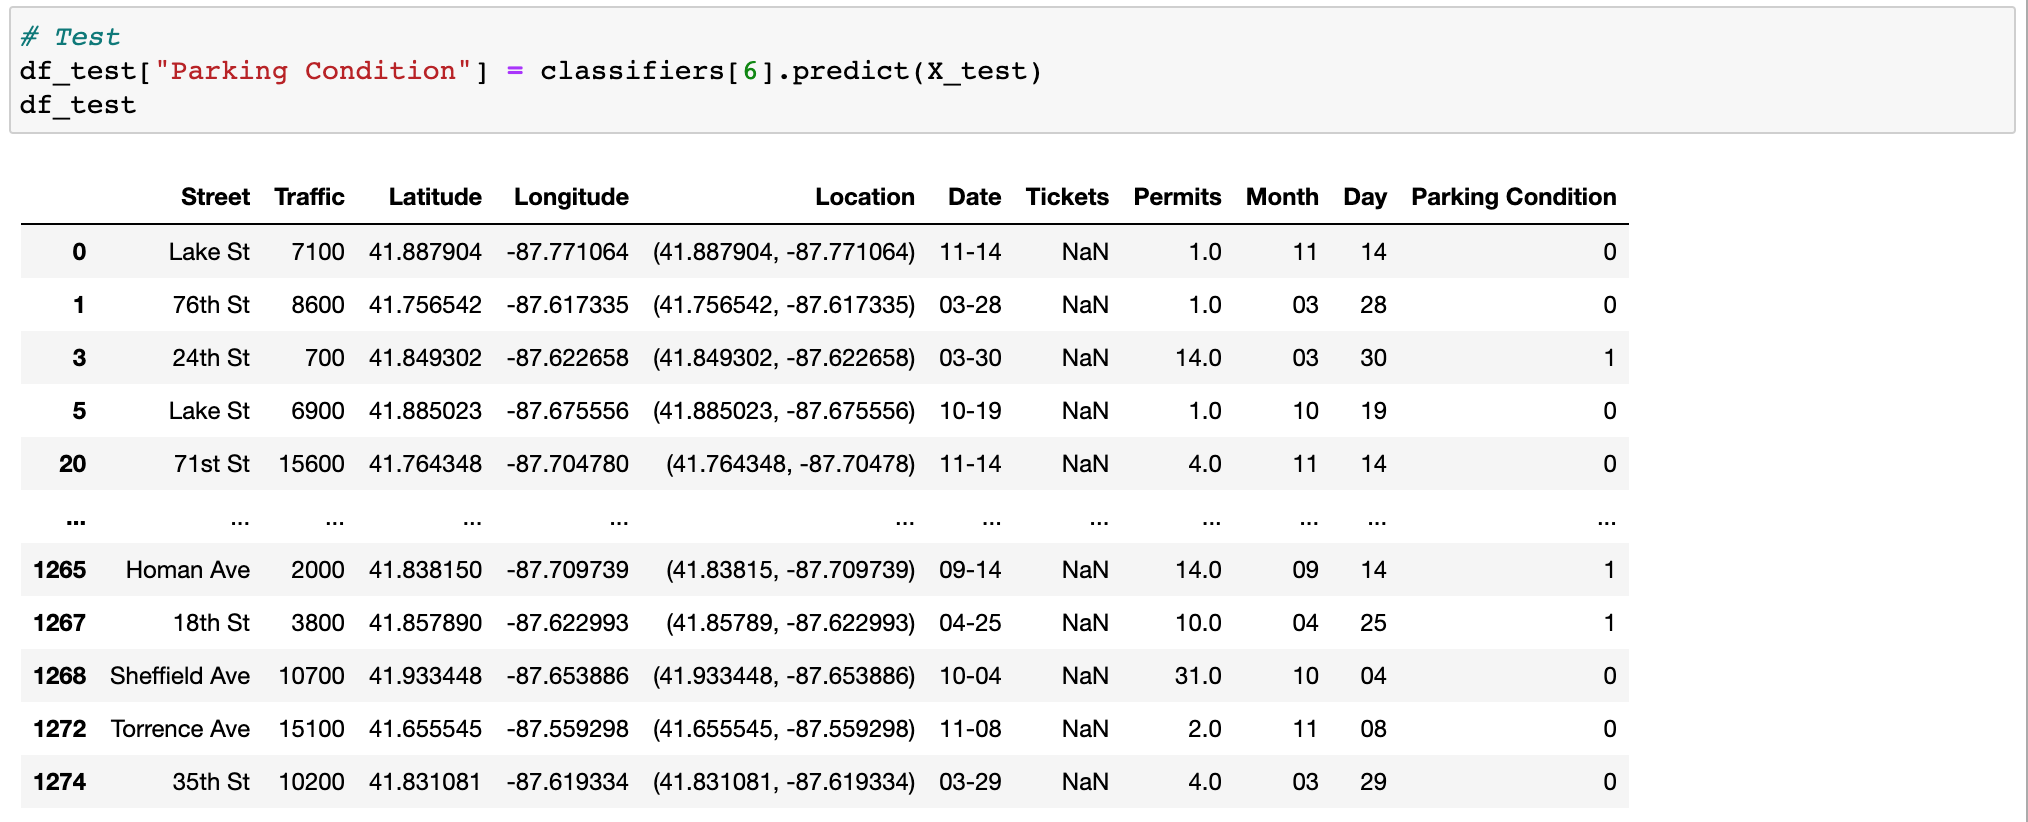 # Test
df_test["Parking Condition"] = classifiers[6].predict(X_test)
df_test
Street Traffic Latitude Longitude Location Date Tickets Permits Month Day Parking Condition
0 Lake St 7100 41.887904 -87.771064 (41.887904, -87.771064) 11-14 NaN 1.0 11 14 0
1 76th St 8600 41.756542 -87.617335 (41.756542, -87.617335) 03-28 NaN 1.0 03 28 0
3 24th St 700 41.849302 -87.622658 (41.849302, -87.622658) 03-30 NaN 14.0 03 30 1
5 Lake St 6900 41.885023 -87.675556 (41.885023, -87.675556) 10-19 NaN 1.0 10 19 0
20 71st St 15600 41.764348 -87.704780 (41.764348, -87.70478) 11-14 NaN 4.0 11 14 0
... ... ... ... ... ... ... ... ... ... ... ...
1265 Homan Ave 2000 41.838150 -87.709739 (41.83815, -87.709739) 09-14 NaN 14.0 09 14 1
1267 18th St 3800 41.857890 -87.622993 (41.85789, -87.622993) 04-25 NaN 10.0 04 25 1
1268 Sheffield Ave 10700 41.933448 -87.653886 (41.933448, -87.653886) 10-04 NaN 31.0 10 04 0
1272 Torrence Ave 15100 41.655545 -87.559298 (41.655545, -87.559298) 11-08 NaN 2.0 11 08 0
1274 35th St 10200 41.831081 -87.619334 (41.831081, -87.619334) 03-29 NaN 4.0 03 29 0